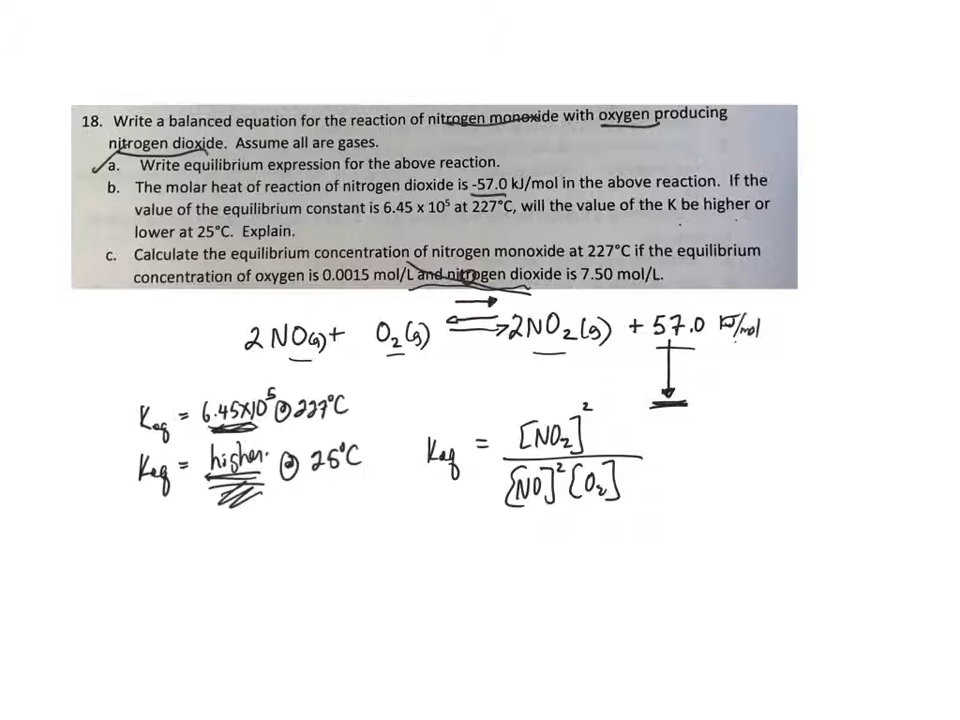 18. Write a balanced equation for the reaction of nitrogen monoxide with oxygen producing
nitrogen dioxide. Assume all are gases.
a. Write equilibrium expression for the above reaction.
b. The molar heat of reaction of nitrogen dioxide is -57.0 kJ/mol in the above reaction. If the
value of the equilibrium constant is 6.45 x 10⁵ at 227°C, will the value of the K be higher or
lower at 25°C. Explain.
c. Calculate the equilibrium concentration of nitrogen monoxide at 227°C if the equilibrium
concentration of oxygen is 0.0015 mol/L and nitrogen dioxide is 7.50 mol/L.
2 NO(g) + O₂(g) ⇌ 2NO₂(g) + 57.0 kJ/mol
Keq = 6.45x10⁵ @ 227°C
Keq = higher. @ 25°C
Keq = [NO₂]² / [NO]² [O₂]